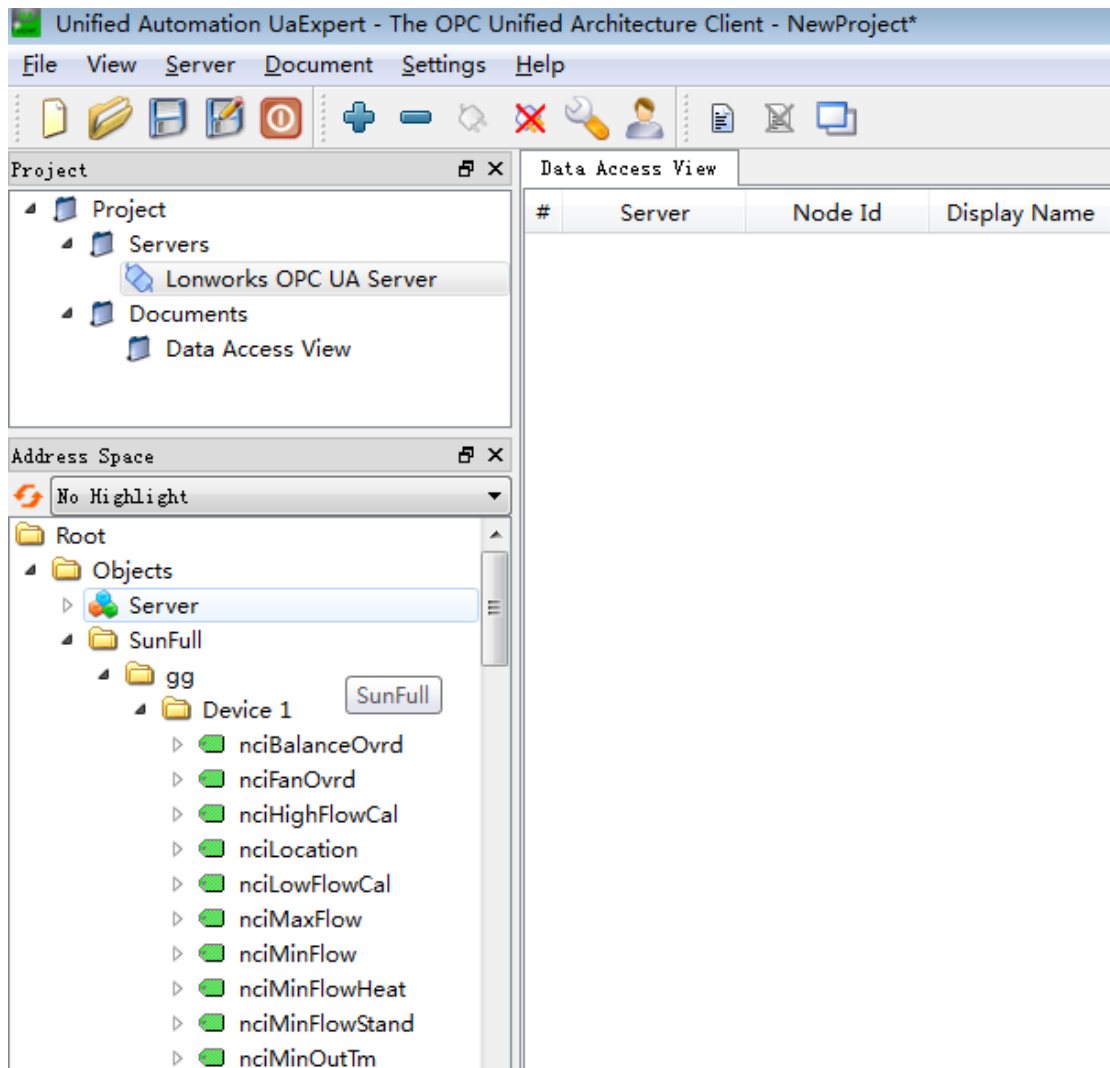 Unified Automation UaExpert - The OPC Unified Architecture Client - NewProject*
File View Server Document Settings Help
Project
Project
Servers
Lonworks OPC UA Server
Documents
Data Access View
Data Access View
# Server Node Id Display Name
Address Space
No Highlight
Root
Objects
Server
SunFull
gg
SunFull
Device 1
nciBalanceOvrd
nciFanOvrd
nciHighFlowCal
nciLocation
nciLowFlowCal
nciMaxFlow
nciMinFlow
nciMinFlowHeat
nciMinFlowStand
nciMinOutTm